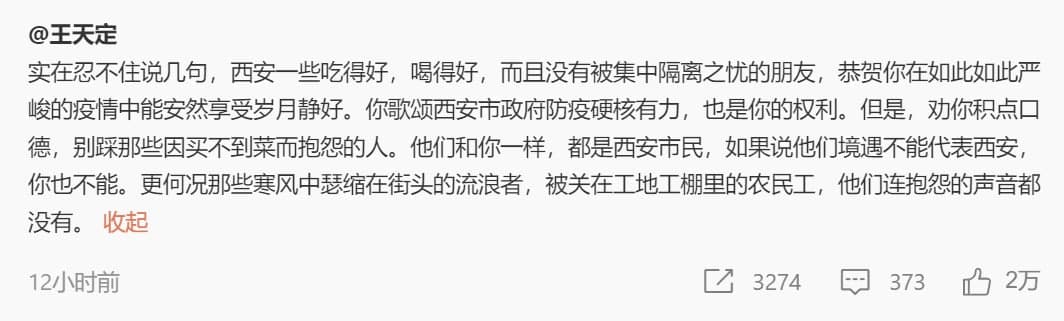 @王天定
实在忍不住说几句，西安一些吃得好，喝得好，而且没有被集中隔离之忧的朋友，恭贺你在如此如此严
峻的疫情中能安然享受岁月静好。你歌颂西安市政府防疫硬核有力，也是你的权利。但是，劝你积点口
德，别踩那些因买不到菜而抱怨的人。他们和你一样，都是西安市民，如果说他们境遇不能代表西安，
你也不能。更何况那些寒风中瑟缩在街头的流浪者，被关在工地工棚里的农民工，他们连抱怨的声音都
没有。 收起
12小时前 3274 373 2万